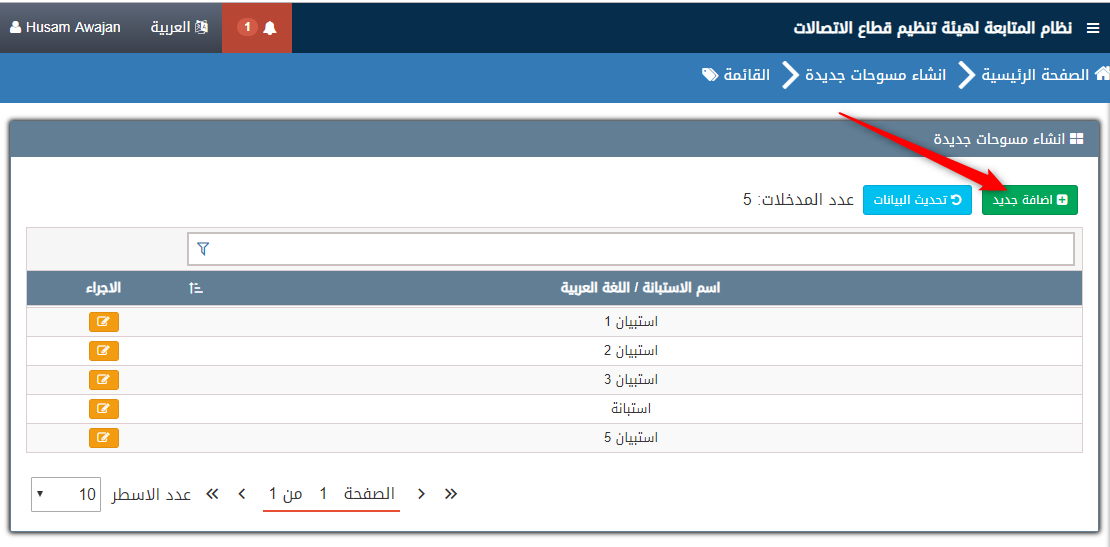 نظام المتابعة لهيئة تنظيم قطاع الاتصالات
1
العربية
Husam Awajan
الصفحة الرئيسية
انشاء مسوحات جديدة
القائمة
انشاء مسوحات جديدة
اضافة جديد
تحديث البيانات
عدد المدخلات: 5
اسم الاستبانة / اللغة العربية
الاجراء
استبيان 1
استبيان 2
استبيان 3
استبانة
استبيان 5
الصفحة 1 من 1
عدد الاسطر
10